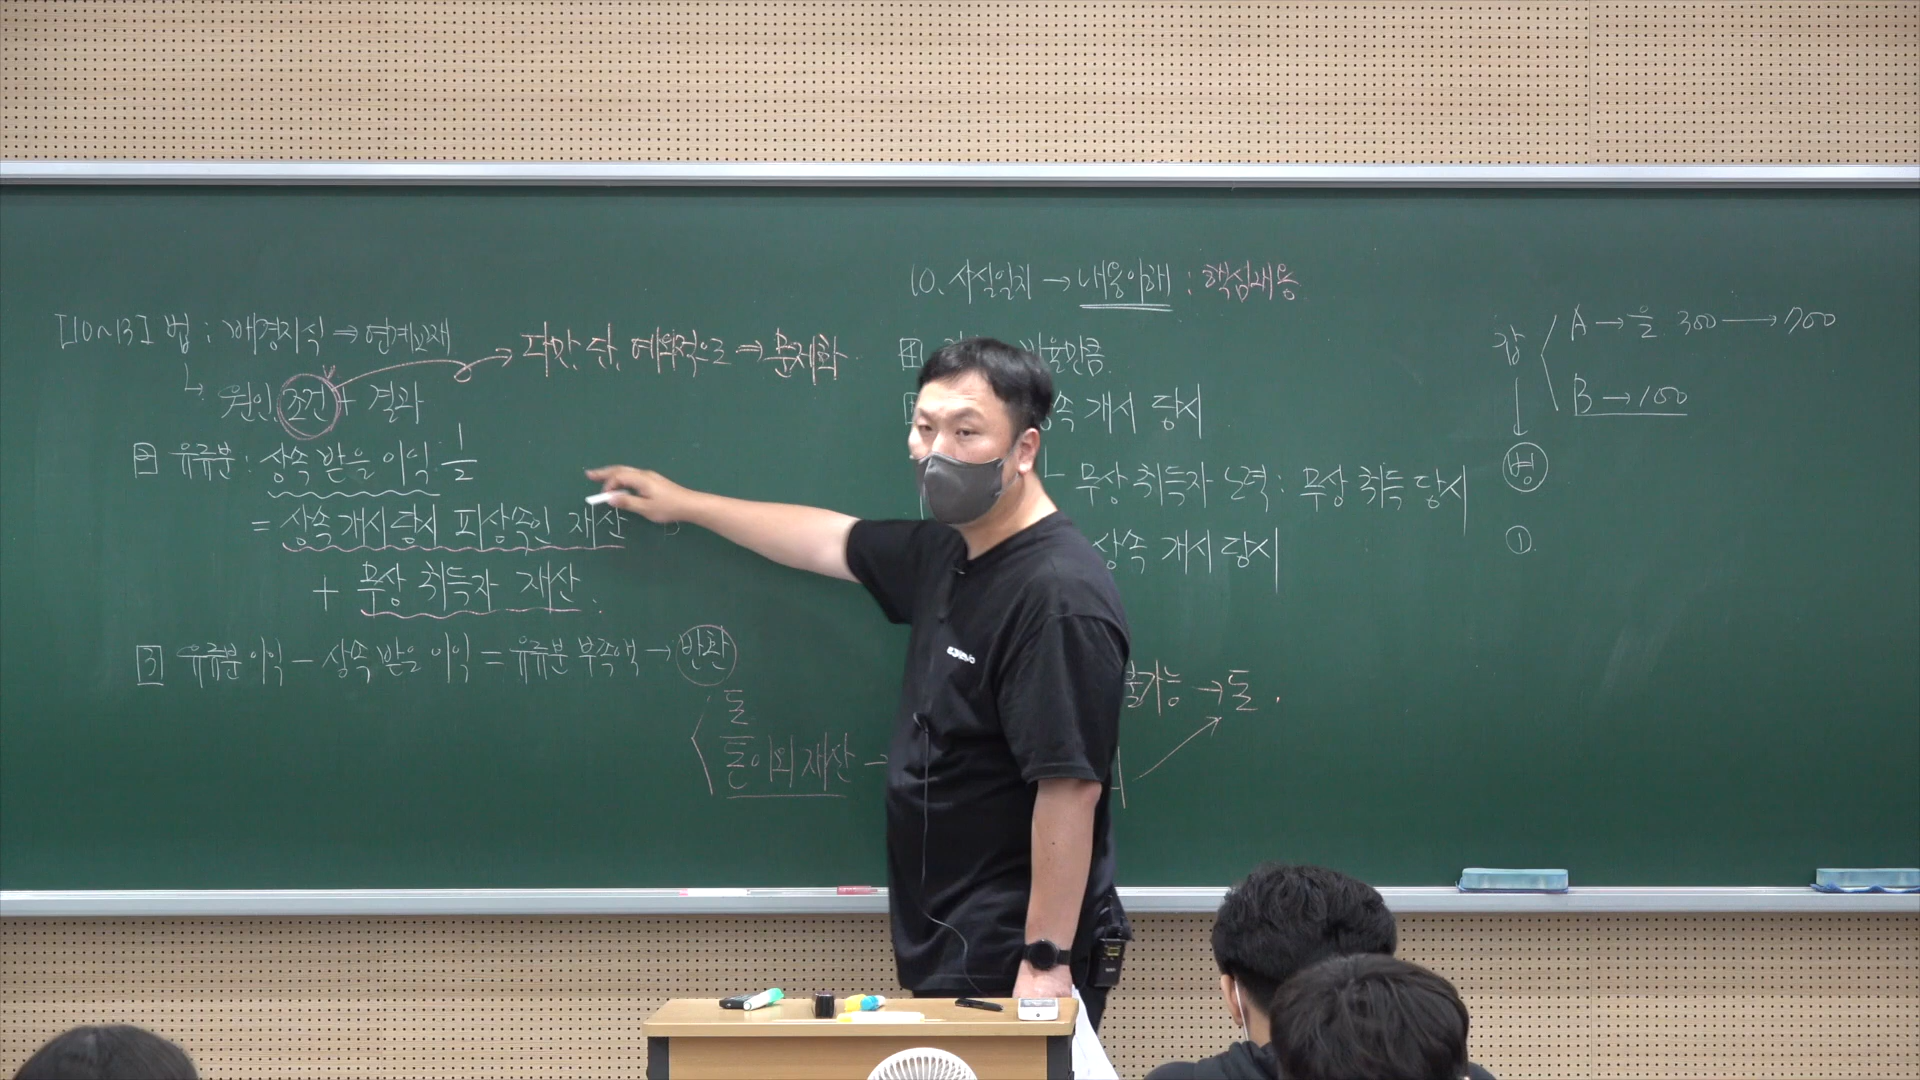 [10~13] 법 : 배경지식 → 연계교재
↳ 원인, 조건 + 결과
다만, 단, 예외적으로 → 문제화
2 유류분 : 상속 받을 이익 · 1/2
= 상속 개시 당시 피상속인 재산
+ 무상 취득자 재산.
3 유류분 이익 - 상속 받은 이익 = 유류분 부족액 → 반환
돈
돈 이외 재산 →
10. 사실일치 → 내용이해 : 핵심내용
4
속 개시 당시
무상 취득자 노력 : 무상 취득 당시
상속 개시 당시
불가능 → 돈.
갑
A → 을 300 → 700
B → 100
병
①.